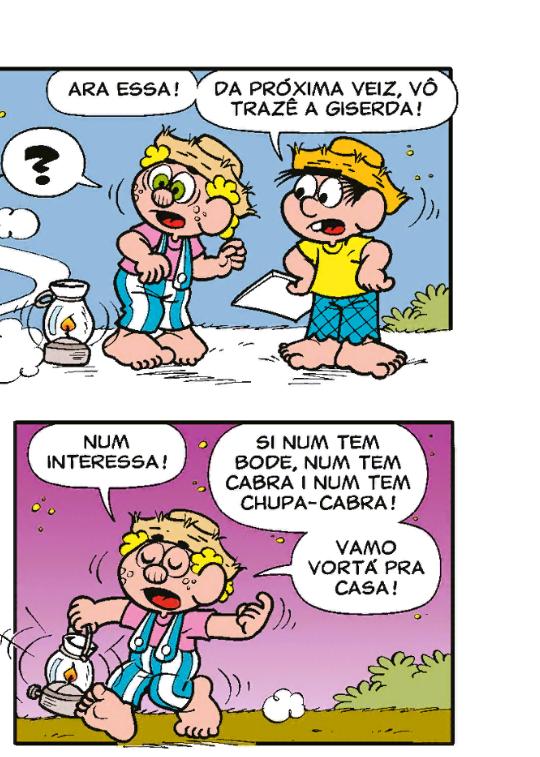 ARA ESSA!
DA PRÓXIMA VEIZ, VÔ
TRAZÊ A GISERDA!
?
NUM
INTERESSA!
SI NUM TEM
BODE, NUM TEM
CABRA I NUM TEM
CHUPA-CABRA!
VAMO
VORTÁ PRA
CASA!